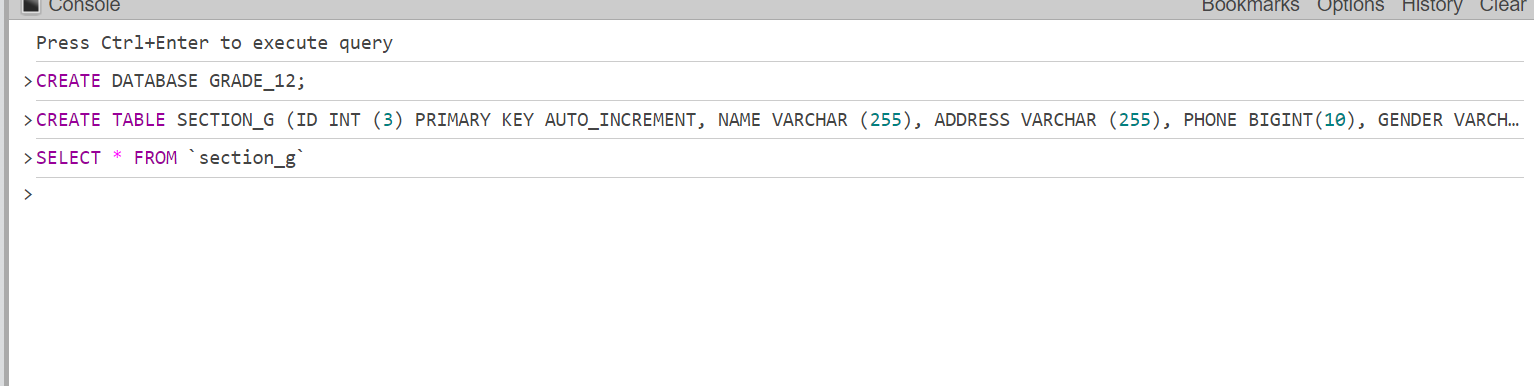 Console Bookmarks Options History Clear
Press Ctrl+Enter to execute query
>CREATE DATABASE GRADE_12;
>CREATE TABLE SECTION_G (ID INT (3) PRIMARY KEY AUTO_INCREMENT, NAME VARCHAR (255), ADDRESS VARCHAR (255), PHONE BIGINT(10), GENDER VARCH…
>SELECT * FROM `section_g`
>